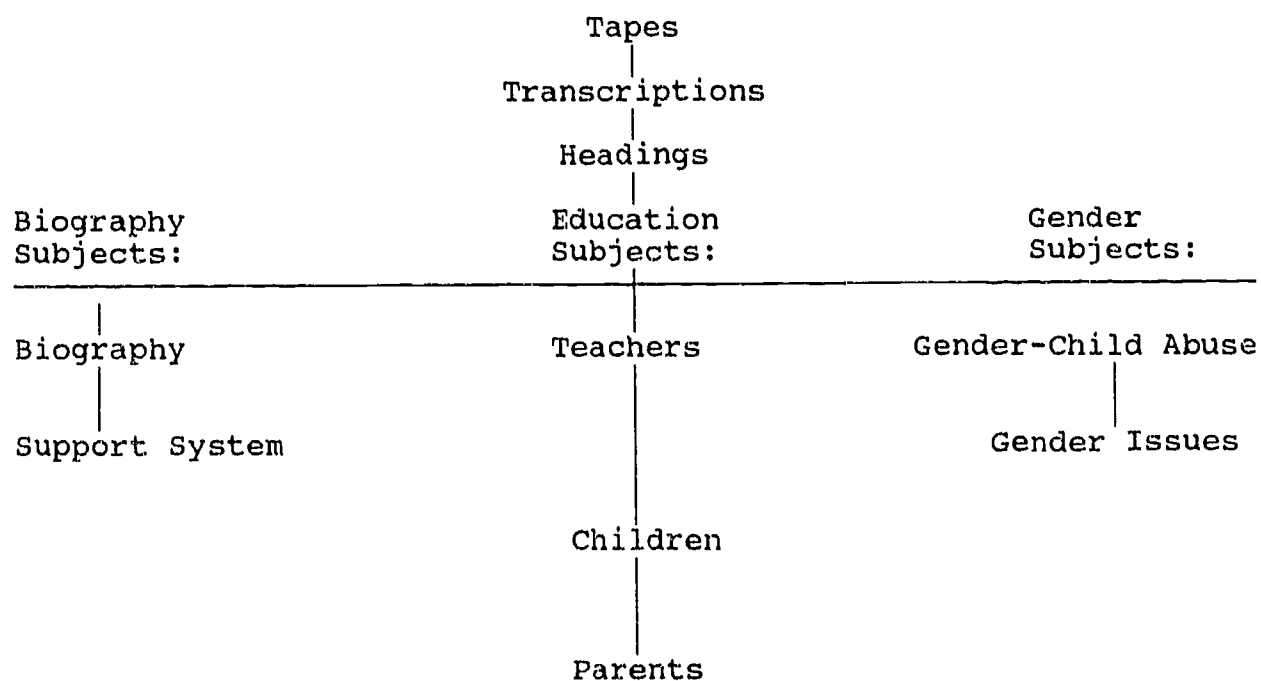 Tapes
Transcriptions
Headings
Biography Subjects:
Education Subjects:
Gender Subjects:
Biography
Teachers
Gender-Child Abuse
Support System
Gender Issues
Children
Parents